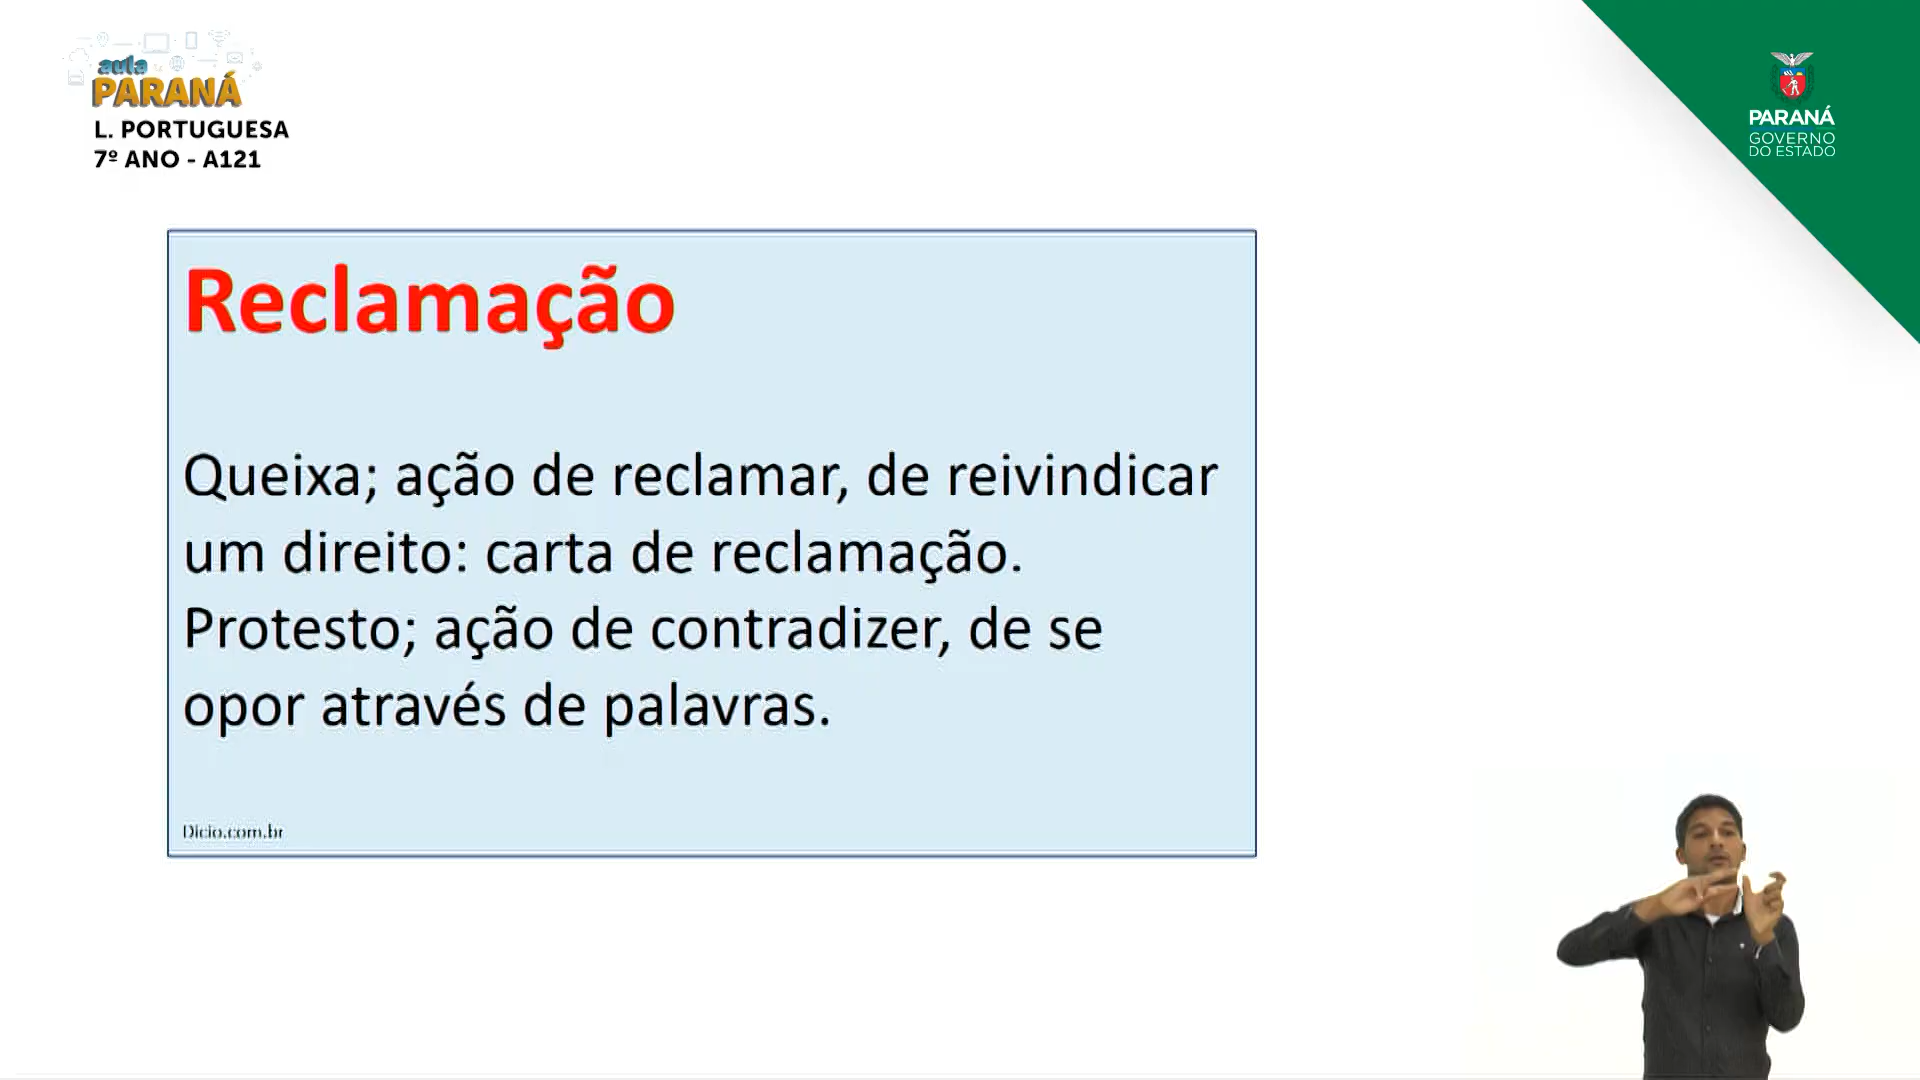 aula
PARANÁ
L. PORTUGUESA
7º ANO - A121
PARANÁ
GOVERNO
DO ESTADO
Reclamação
Queixa; ação de reclamar, de reivindicar
um direito: carta de reclamação.
Protesto; ação de contradizer, de se
opor através de palavras.
Dicio.com.br